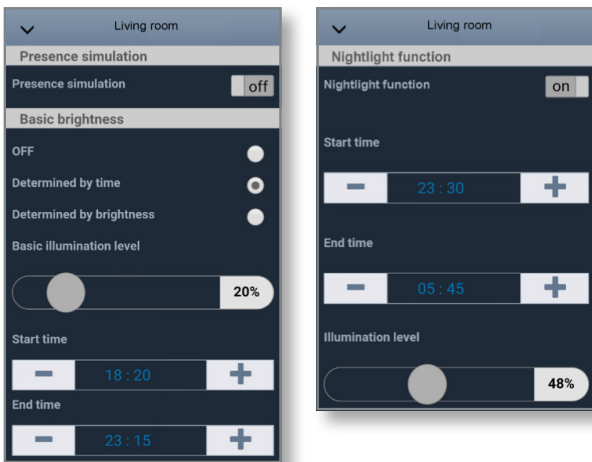 Living room
Presence simulation
Presence simulation off
Basic brightness
OFF
Determined by time
Determined by brightness
Basic illumination level
20%
Start time
18 : 20
End time
23 : 15
Living room
Nightlight function
Nightlight function on
Start time
23 : 30
End time
05 : 45
Illumination level
48%